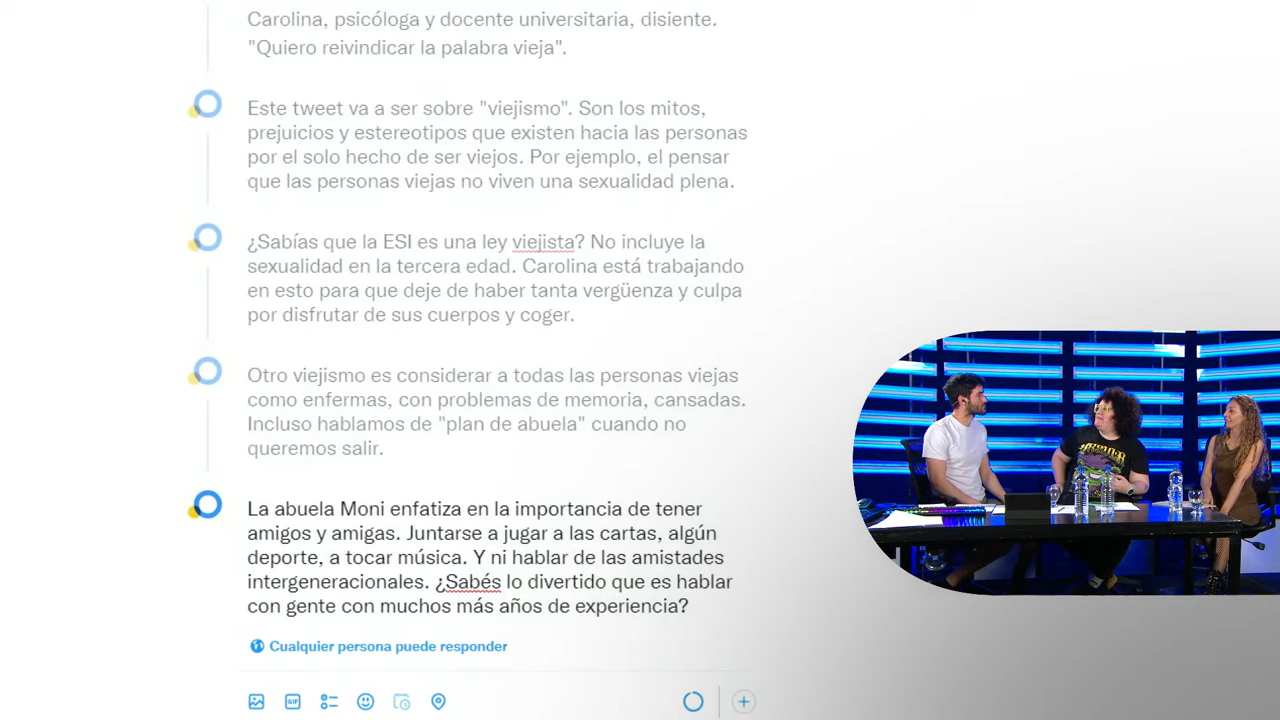 Carolina, psicóloga y docente universitaria, disiente.
"Quiero reivindicar la palabra vieja".
Este tweet va a ser sobre "viejismo". Son los mitos,
prejuicios y estereotipos que existen hacia las personas
por el solo hecho de ser viejos. Por ejemplo, el pensar
que las personas viejas no viven una sexualidad plena.
¿Sabías que la ESI es una ley viejista? No incluye la
sexualidad en la tercera edad. Carolina está trabajando
en esto para que deje de haber tanta vergüenza y culpa
por disfrutar de sus cuerpos y coger.
Otro viejismo es considerar a todas las personas viejas
como enfermas, con problemas de memoria, cansadas.
Incluso hablamos de "plan de abuela" cuando no
queremos salir.
La abuela Moni enfatiza en la importancia de tener
amigos y amigas. Juntarse a jugar a las cartas, algún
deporte, a tocar música. Y ni hablar de las amistades
intergeneracionales. ¿Sabés lo divertido que es hablar
con gente con muchos más años de experiencia?
Cualquier persona puede responder
GIF